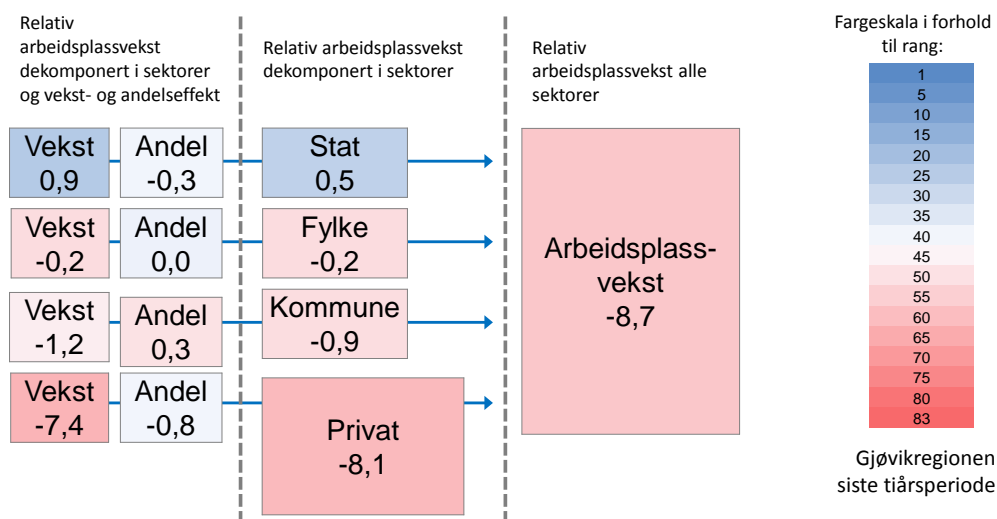 Relativ
arbeidsplassvekst
dekomponert i sektorer
og vekst- og andelseffekt
Relativ arbeidsplassvekst
dekomponert i sektorer
Relativ
arbeidsplassvekst alle
sektorer
Fargeskala i forhold
til rang:
Vekst
0,9
Andel
-0,3
Stat
0,5
Vekst
-0,2
Andel
0,0
Fylke
-0,2
Vekst
-1,2
Andel
0,3
Kommune
-0,9
Vekst
-7,4
Andel
-0,8
Privat
-8,1
Arbeidsplass-
vekst
-8,7
1
5
10
15
20
25
30
35
40
45
50
55
60
65
70
75
80
83
Gjøvikregionen
siste tiårsperiode